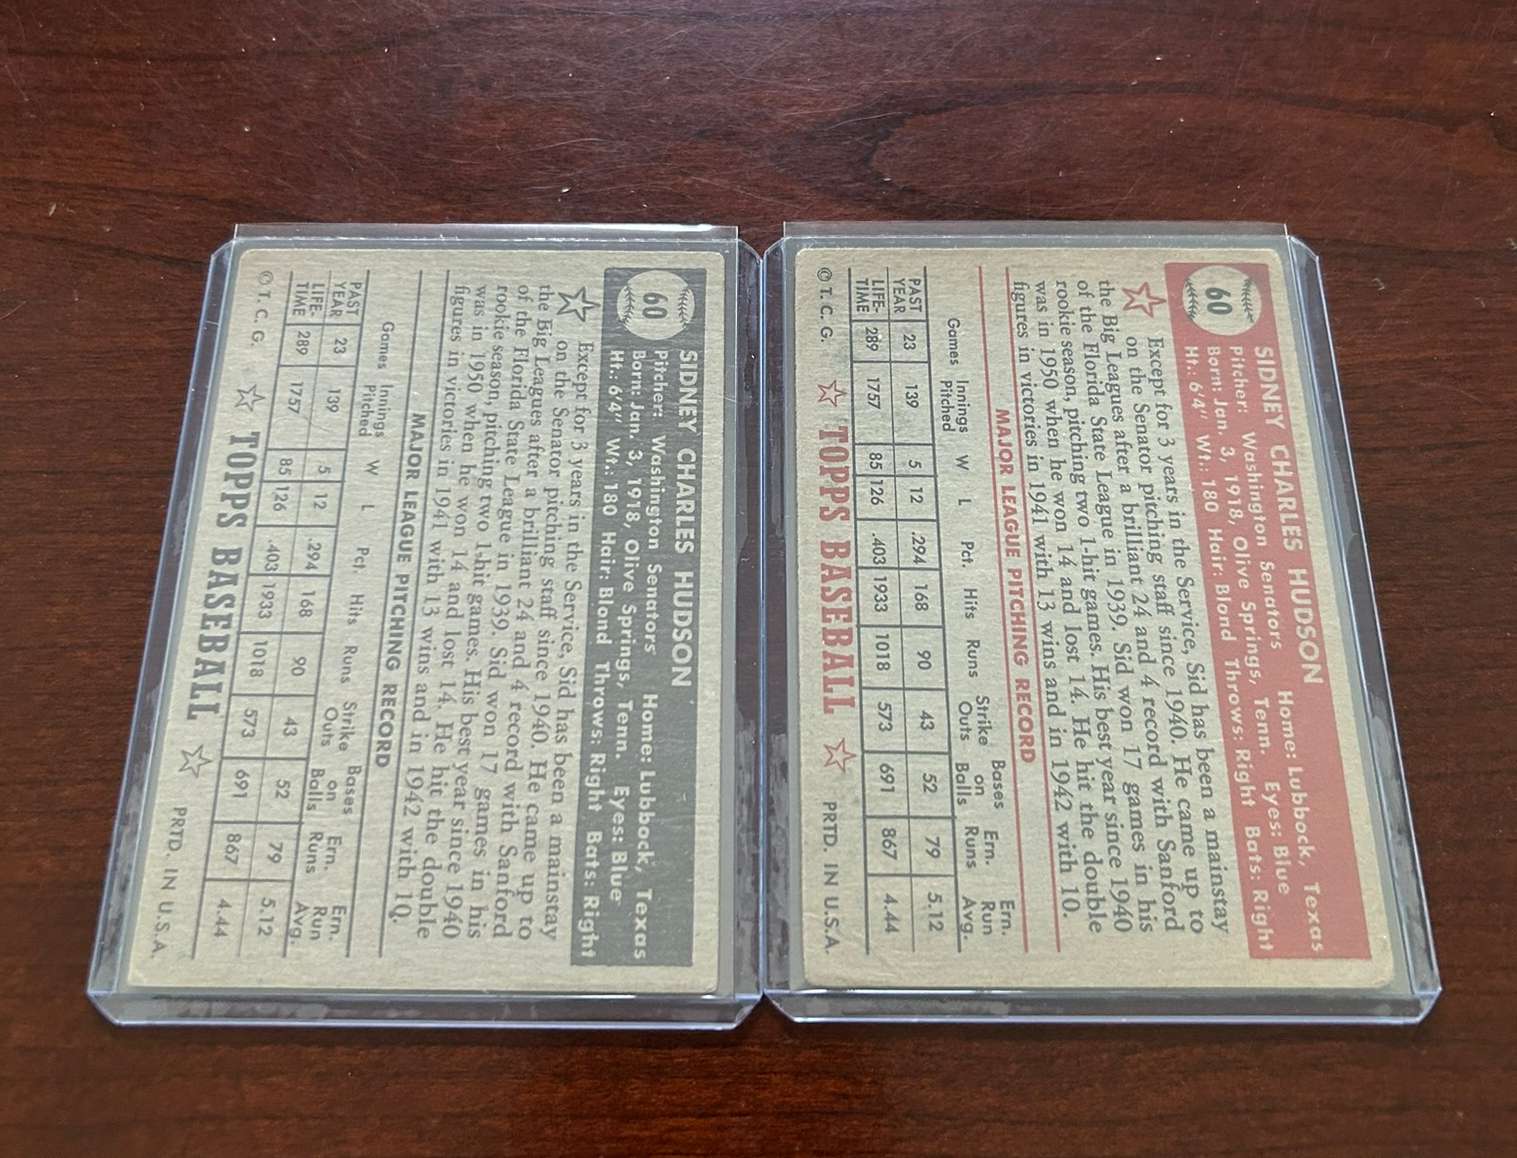 60
SIDNEY CHARLES HUDSON
Pitcher: Washington Senators Home: Lubbock, Texas
Born: Jan. 3, 1918, Olive Springs, Tenn. Eyes: Blue
Ht.: 6'4" Wt.: 180 Hair: Blond Throws: Right Bats: Right
Except for 3 years in the Service, Sid has been a mainstay
on the Senator pitching staff since 1940. He came up to
the Big Leagues after a brilliant 24 and 4 record with Sanford
of the Florida State League in 1939. Sid won 17 games in his
rookie season, pitching two 1-hit games. His best year since 1940
was in 1950 when he won 14 and lost 14. He hit the double
figures in victories in 1941 with 13 wins and in 1942 with 10.
MAJOR LEAGUE PITCHING RECORD
Games Innings Pitched W L Pct. Hits Runs Strike Outs Bases on Balls Ern. Runs Ern. Run Avg.
PAST YEAR 23 139 5 12 .294 168 90 43 52 79 5.12
LIFE-TIME 289 1757 85 126 .403 1933 1018 573 691 867 4.44
© T. C. G. TOPPS BASEBALL PRTD. IN U.S.A.
60
SIDNEY CHARLES HUDSON
Pitcher: Washington Senators Home: Lubbock, Texas
Born: Jan. 3, 1918, Olive Springs, Tenn. Eyes: Blue
Ht.: 6'4" Wt.: 180 Hair: Blond Throws: Right Bats: Right
Except for 3 years in the Service, Sid has been a mainstay
on the Senator pitching staff since 1940. He came up to
the Big Leagues after a brilliant 24 and 4 record with Sanford
of the Florida State League in 1939. Sid won 17 games in his
rookie season, pitching two 1-hit games. His best year since 1940
was in 1950 when he won 14 and lost 14. He hit the double
figures in victories in 1941 with 13 wins and in 1942 with 10.
MAJOR LEAGUE PITCHING RECORD
Games Innings Pitched W L Pct. Hits Runs Strike Outs Bases on Balls Ern. Runs Ern. Run Avg.
PAST YEAR 23 139 5 12 .294 168 90 43 52 79 5.12
LIFE-TIME 289 1757 85 126 .403 1933 1018 573 691 867 4.44
© T. C. G. TOPPS BASEBALL PRTD. IN U.S.A.